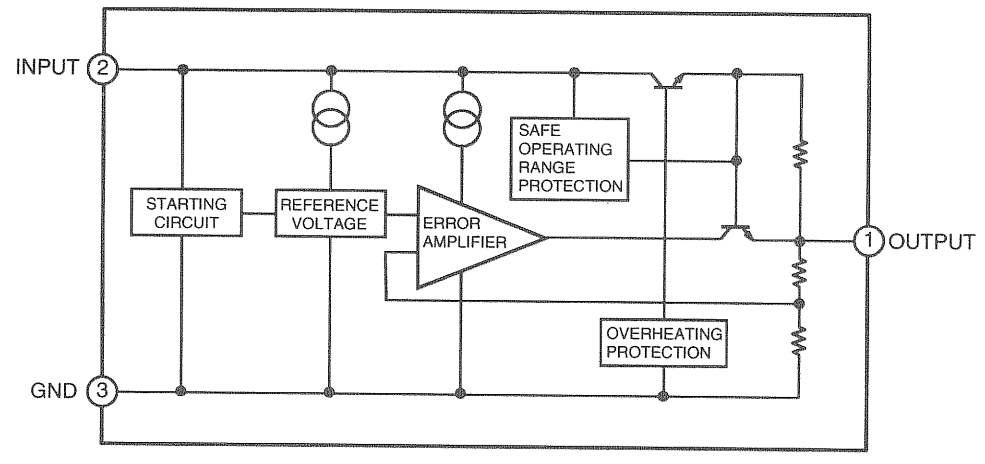 INPUT 2
SAFE
OPERATING
RANGE
PROTECTION
STARTING
CIRCUIT
REFERENCE
VOLTAGE
ERROR
AMPLIFIER
1 OUTPUT
OVERHEATING
PROTECTION
GND 3